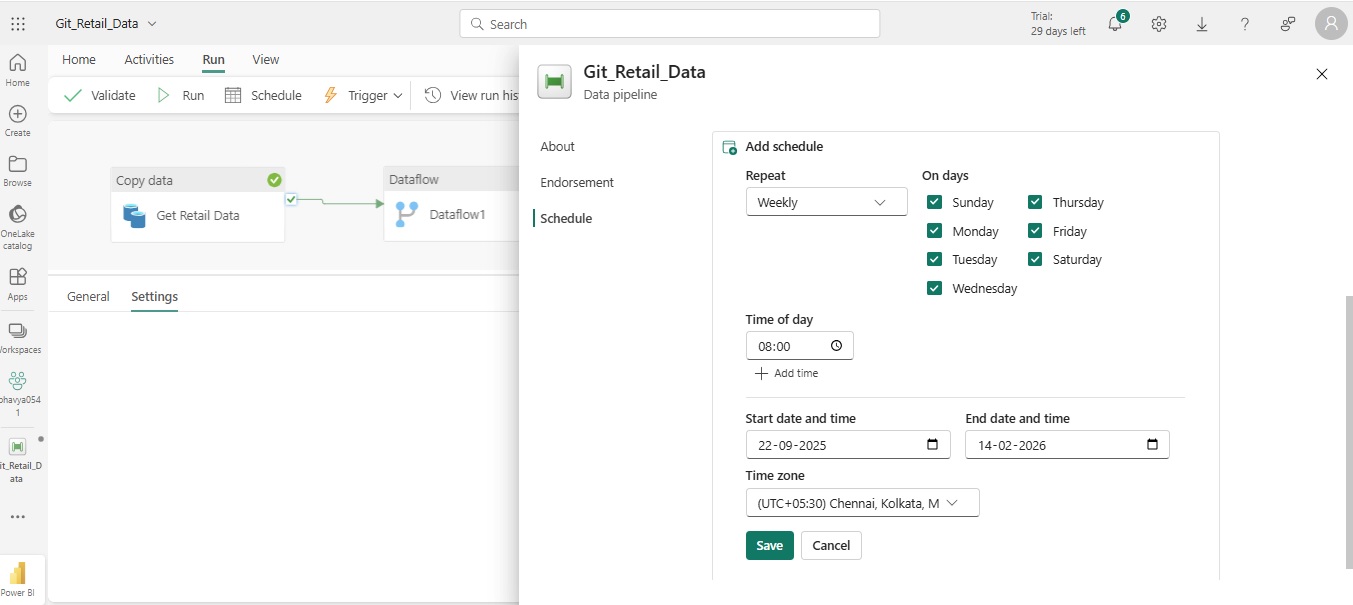 Git_Retail_Data
Search
Trial:
29 days left
6
Home
Create
Browse
OneLake
catalog
Apps
Workspaces
bhavya054
1
it_Retail_D
ata
Power BI
Home Activities Run View
Validate Run Schedule Trigger View run his
Copy data
Get Retail Data
Dataflow
Dataflow1
General Settings
Git_Retail_Data
Data pipeline
About
Endorsement
Schedule
Add schedule
Repeat
Weekly
On days
Sunday Thursday
Monday Friday
Tuesday Saturday
Wednesday
Time of day
08:00
Add time
Start date and time End date and time
22-09-2025 14-02-2026
Time zone
(UTC+05:30) Chennai, Kolkata, M
Save Cancel